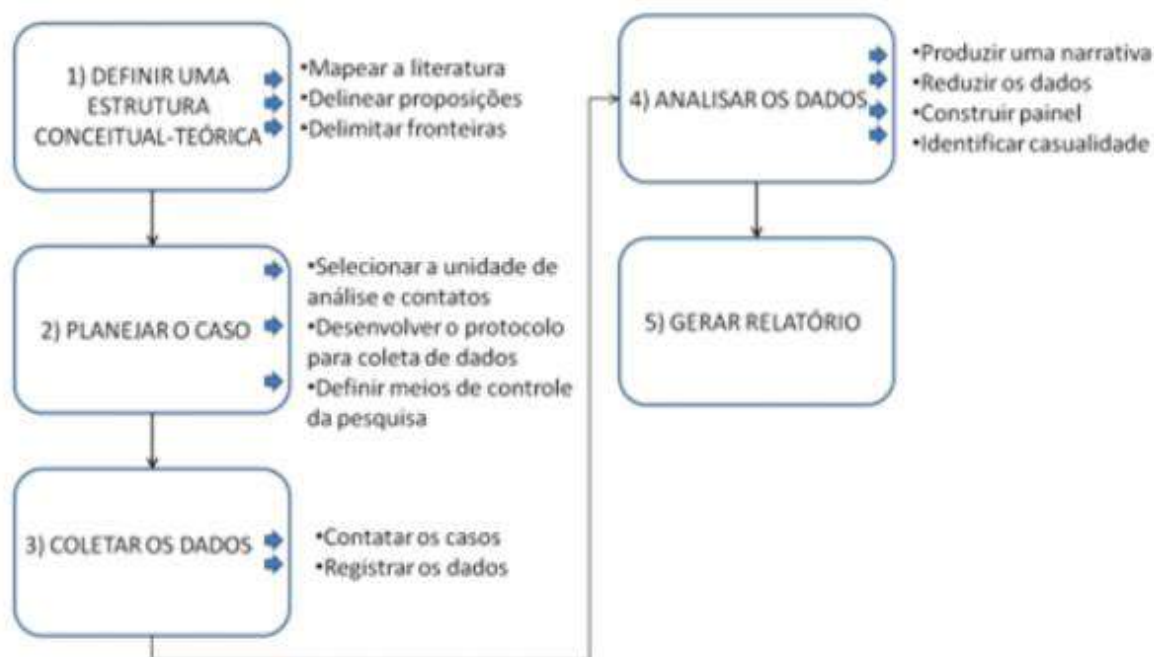 1) DEFINIR UMA
ESTRUTURA
CONCEITUAL-TEÓRICA
•Mapear a literatura
•Delinear proposições
•Delimitar fronteiras
2) PLANEJAR O CASO
•Selecionar a unidade de
análise e contatos
•Desenvolver o protocolo
para coleta de dados
•Definir meios de controle
da pesquisa
3) COLETAR OS DADOS
•Contatar os casos
•Registrar os dados
4) ANALISAR OS DADOS
•Produzir uma narrativa
•Reduzir os dados
•Construir painel
•Identificar casualidade
5) GERAR RELATÓRIO